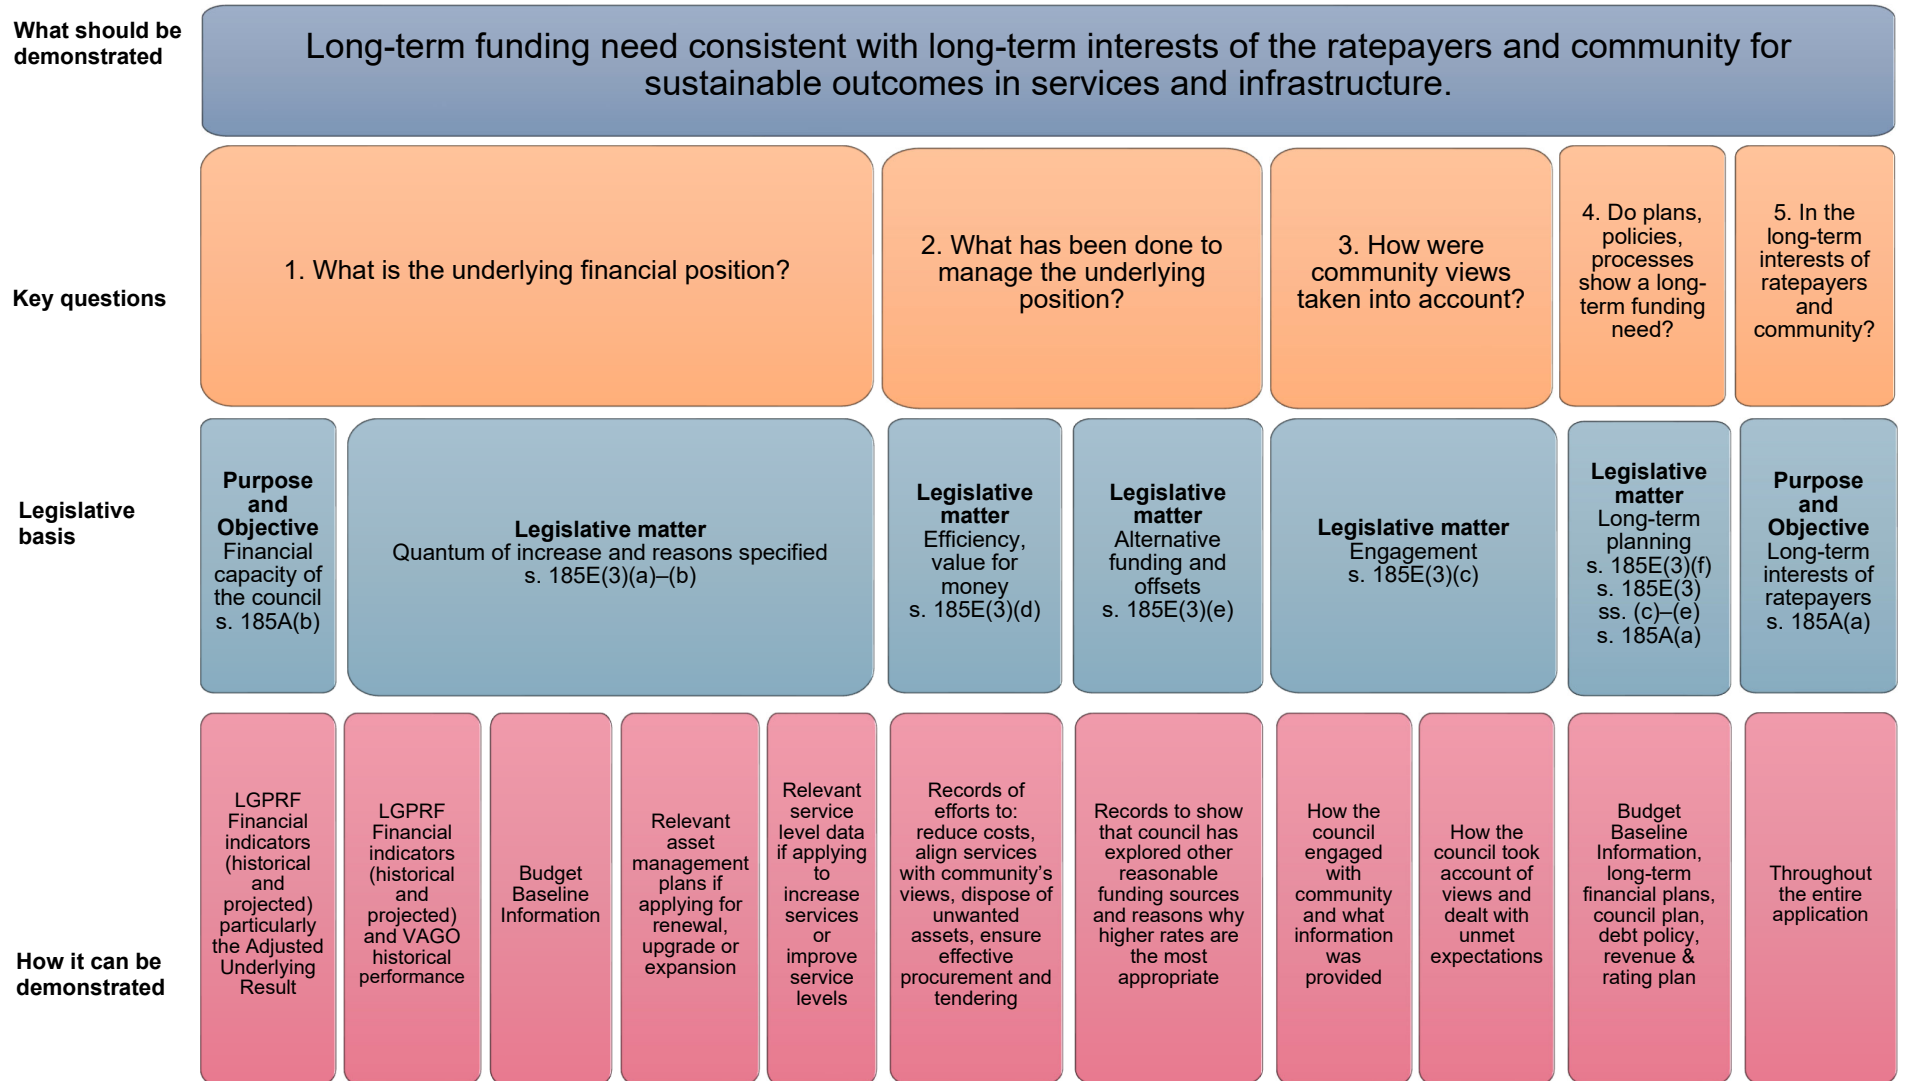 What should be
demonstrated
Long-term funding need consistent with long-term interests of the ratepayers and community for
sustainable outcomes in services and infrastructure.
Key questions
1. What is the underlying financial position?
2. What has been done to
manage the underlying
position?
3. How were
community views
taken into account?
4. Do plans,
policies,
processes
show a long-
term funding
need?
5. In the
long-term
interests of
ratepayers
and
community?
Legislative
basis
Purpose
and
Objective
Financial
capacity of
the council
s. 185A(b)
Legislative matter
Quantum of increase and reasons specified
s. 185E(3)(a)–(b)
Legislative
matter
Efficiency,
value for
money
s. 185E(3)(d)
Legislative
matter
Alternative
funding and
offsets
s. 185E(3)(e)
Legislative matter
Engagement
s. 185E(3)(c)
Legislative
matter
Long-term
planning
s. 185E(3)(f)
s. 185E(3)
ss. (c)–(e)
s. 185A(a)
Purpose
and
Objective
Long-term
interests of
ratepayers
s. 185A(a)
How it can be
demonstrated
LGPRF
Financial
indicators
(historical
and
projected)
particularly
the Adjusted
Underlying
Result
LGPRF
Financial
indicators
(historical
and
projected)
and VAGO
historical
performance
Budget
Baseline
Information
Relevant
asset
management
plans if
applying for
renewal,
upgrade or
expansion
Relevant
service
level data
if applying
to
increase
services
or
improve
service
levels
Records of
efforts to:
reduce costs,
align services
with community's
views, dispose of
unwanted
assets, ensure
effective
procurement and
tendering
Records to show
that council has
explored other
reasonable
funding sources
and reasons why
higher rates are
the most
appropriate
How the
council
engaged
with
community
and what
information
was
provided
How the
council took
account of
views and
dealt with
unmet
expectations
Budget
Baseline
Information,
long-term
financial plans,
council plan,
debt policy,
revenue &
rating plan
Throughout
the entire
application